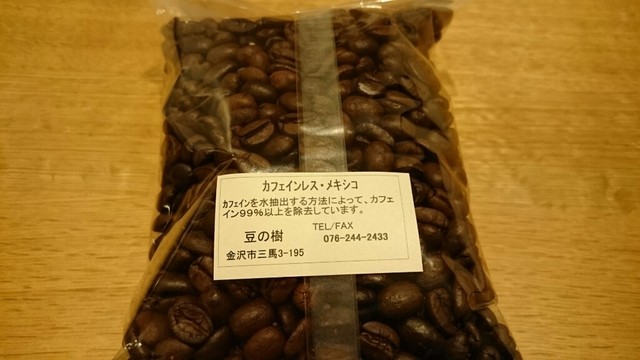 カフェインレス・メキシコ
カフェインを水抽出する方法によって、カフェ
イン99%以上を除去しています。
豆の樹 TEL/FAX 076-244-2433
金沢市三馬3-195